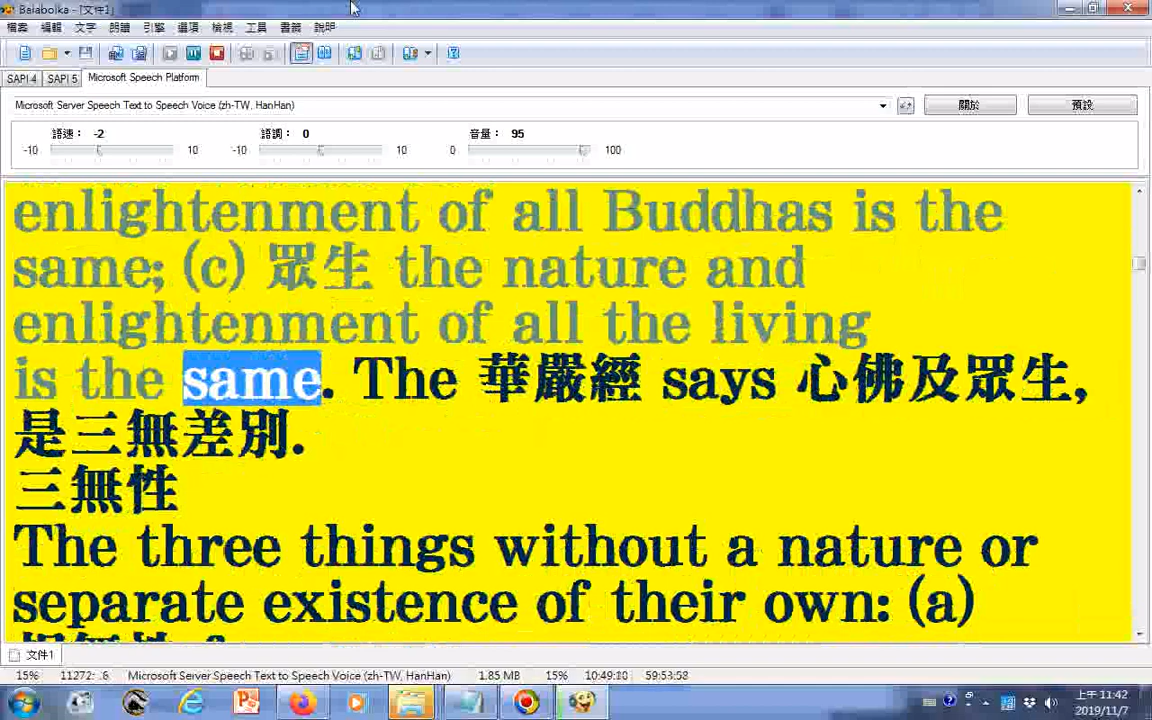 Balabolka - [文件1]
檔案 編輯 文字 朗讀 引擎 選項 檢視 工具 書籤 說明
SAPI 4 SAPI 5 Microsoft Speech Platform
Microsoft Server Speech Text to Speech Voice (zh-TW, HanHan) 關於 預設
語速： -2 語調： 0 音量： 95
-10 10 -10 10 0 100
enlightenment of all Buddhas is the
same; (c) 眾生 the nature and
enlightenment of all the living
is the same. The 華嚴經 says 心佛及眾生,
是三無差別.
三無性
The three things without a nature or
separate existence of their own: (a)
文件1
15% 11272: .6 Microsoft Server Speech Text to Speech Voice (zh-TW, HanHan) 1.85 MB 15% 10:49:10 59:53:58
上午 11:42
2019/11/7